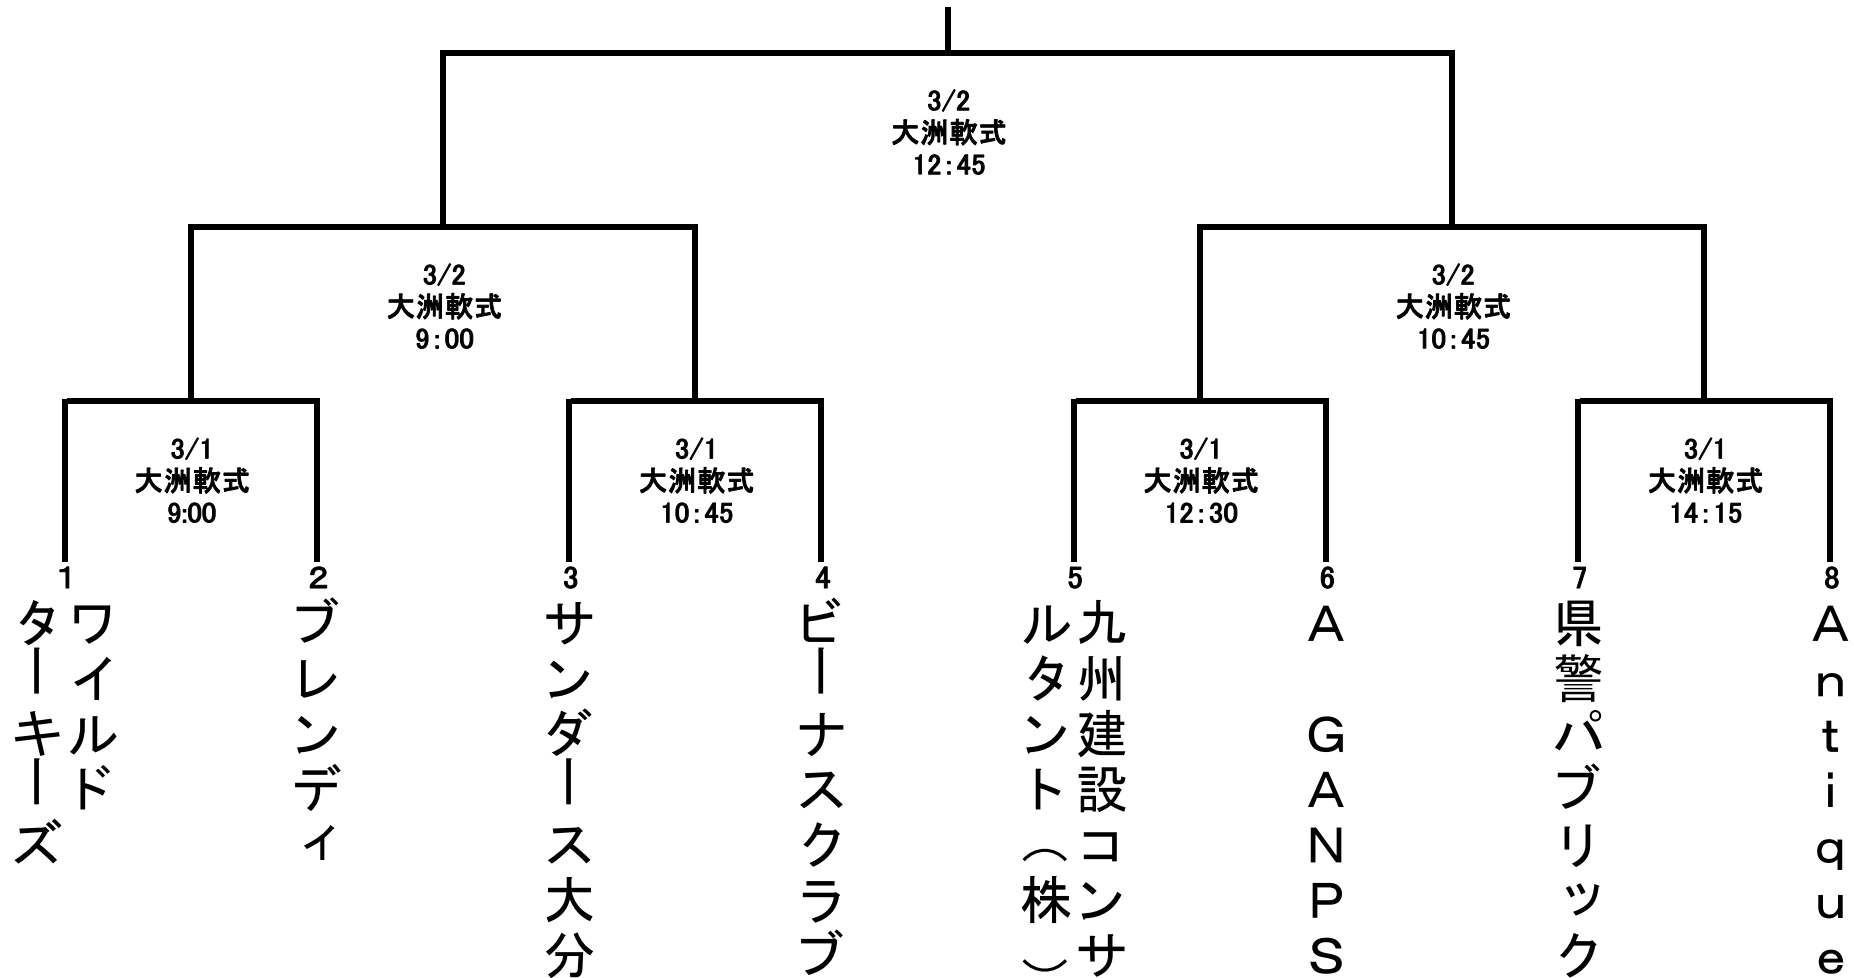 3/2
大洲軟式
12:45
3/2
大洲軟式
9:00
3/2
大洲軟式
10:45
3/1
大洲軟式
9:00
3/1
大洲軟式
10:45
3/1
大洲軟式
12:30
3/1
大洲軟式
14:15
1
ワイルド
ターキーズ
2
ブレンディ
3
サンダース大分
4
ビーナスクラブ
5
九州建設コンサ
ルタント（株）
6
A GANPS
7
県警パブリック
8
Antique